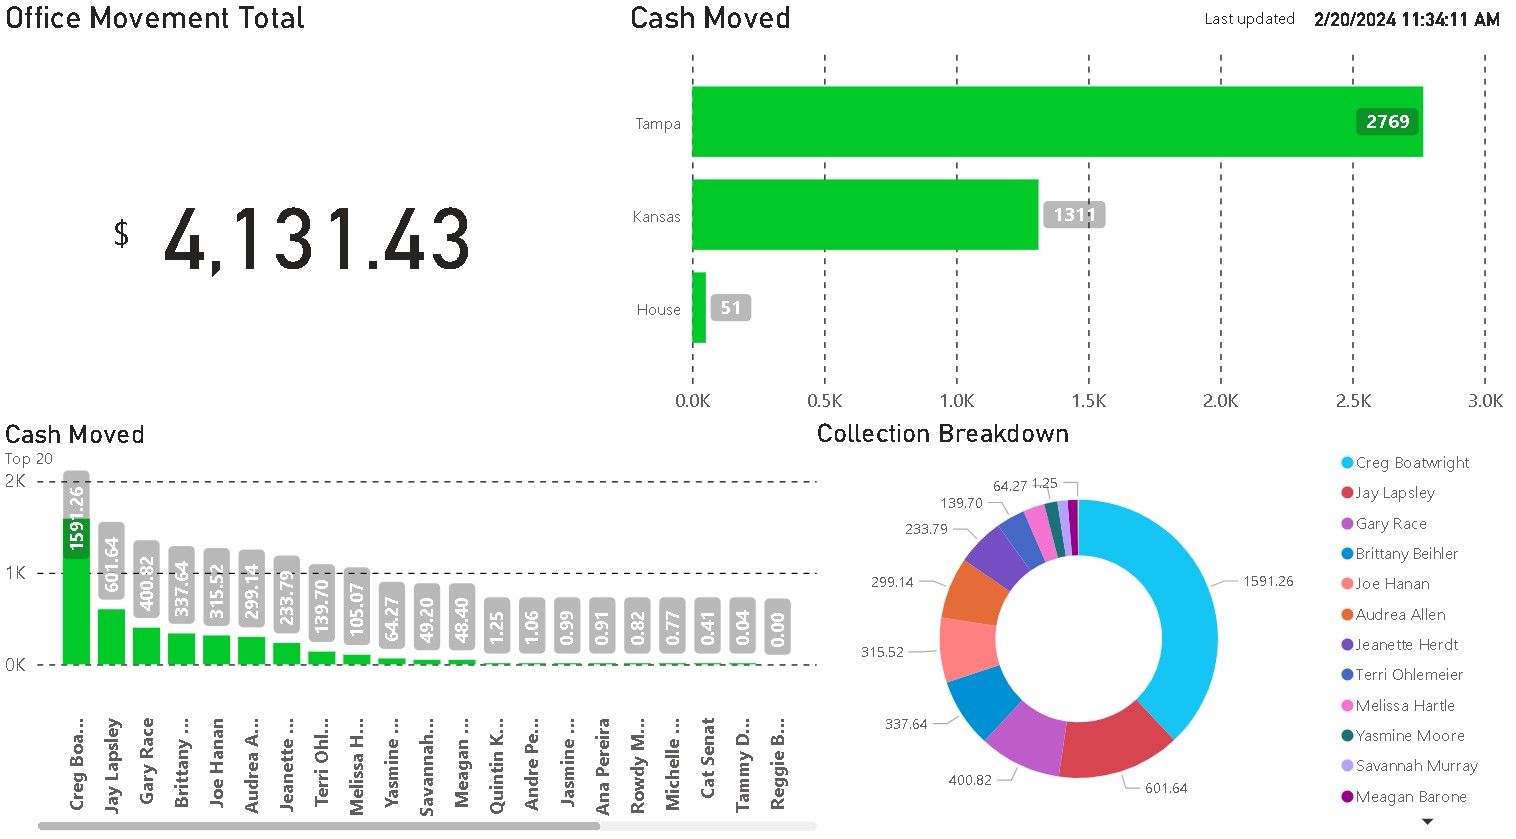 Office Movement Total
$ 4,131.43
Cash Moved
Last updated 2/20/2024 11:34:11 AM
Tampa 2769
Kansas 1311
House 51
0.0K 0.5K 1.0K 1.5K 2.0K 2.5K 3.0K
Cash Moved
Top 20
2K
1K
0K
1591.26 601.64 400.82 337.64 315.52 299.14 233.79 139.70 105.07 64.27 49.20 48.40 1.25 1.06 0.99 0.91 0.82 0.77 0.41 0.04 0.00
Creg Boa...
Jay Lapsley
Gary Race
Brittany ...
Joe Hanan
Audrea A...
Jeanette ...
Terri Ohl...
Melissa H...
Yasmine ...
Savannah...
Meagan ...
Quintin K...
Andre Pe...
Jasmine ...
Ana Pereira
Rowdy M...
Michelle ...
Cat Senat
Tammy D...
Reggie B...
Collection Breakdown
1591.26
601.64
400.82
337.64
315.52
299.14
233.79
139.70
64.27
1.25
Creg Boatwright
Jay Lapsley
Gary Race
Brittany Beihler
Joe Hanan
Audrea Allen
Jeanette Herdt
Terri Ohlemeier
Melissa Hartle
Yasmine Moore
Savannah Murray
Meagan Barone